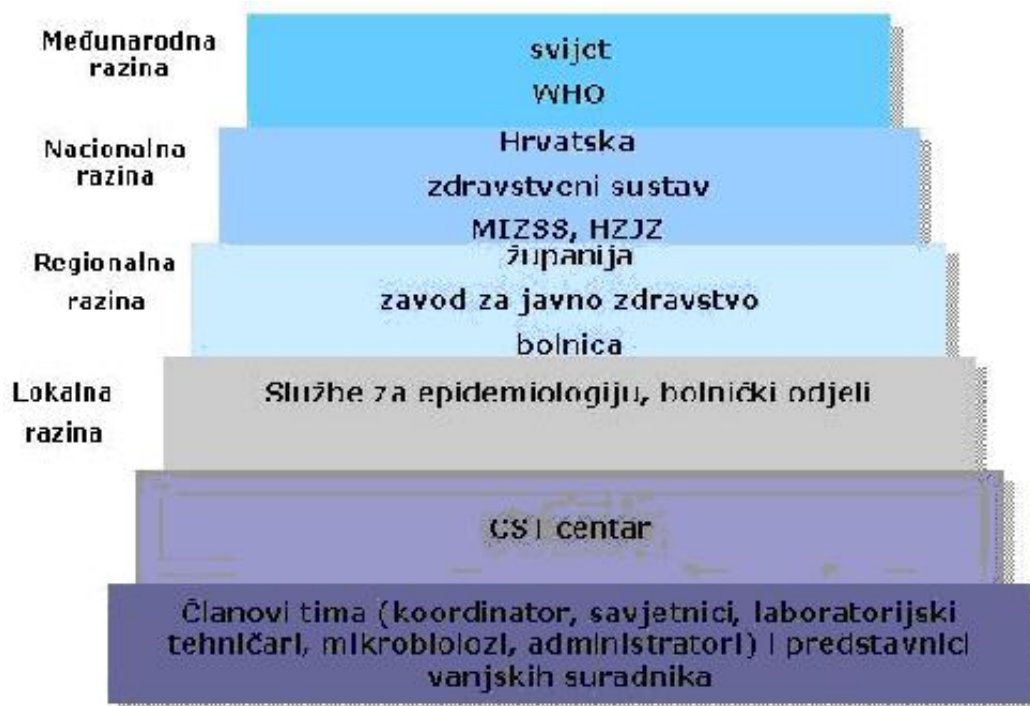 Međunarodna
razina
svijet
WHO
Nacionalna
razina
Hrvatska
zdravstveni sustav
MIZSS, HZJZ
Regionalna
razina
županija
zavod za javno zdravstvo
bolnica
Lokalna
razina
Službe za epidemiologiju, bolnički odjeli
CST centar
Članovi tima (koordinator, savjetnici, laboratorijski
tehničari, mikrobiolozi, administratori) i predstavnici
vanjskih suradnika